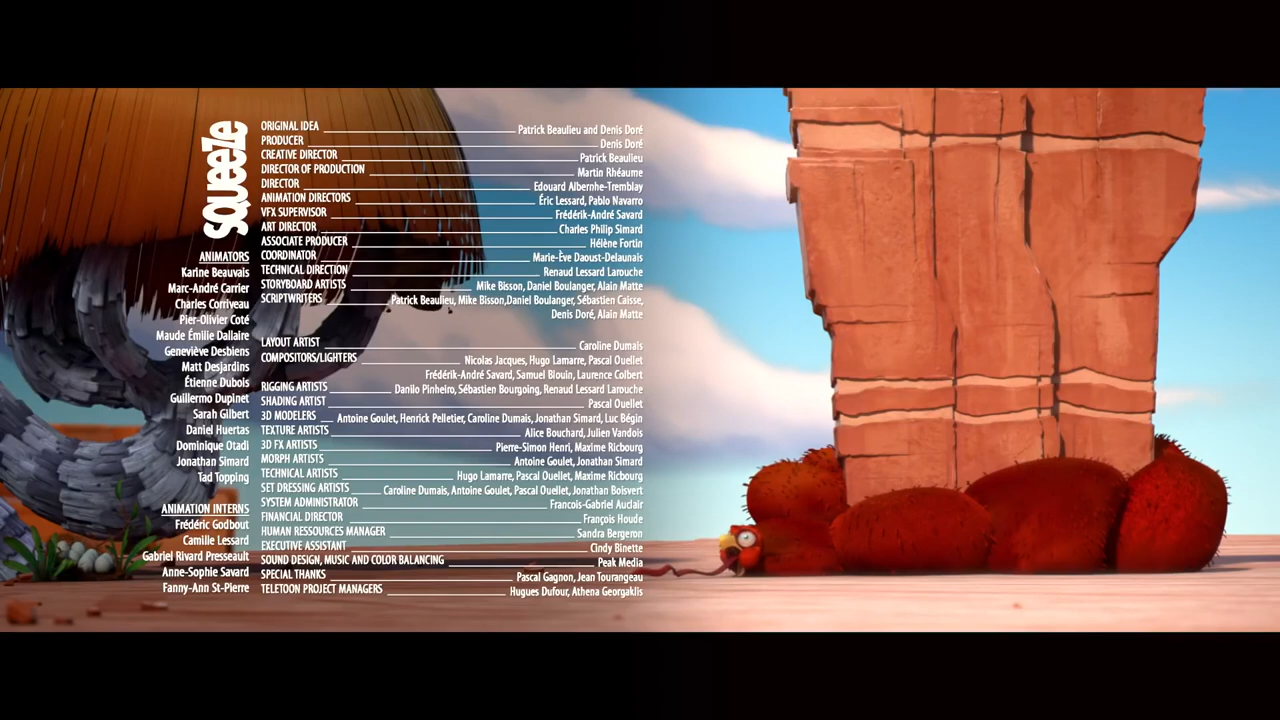 squeeze
ORIGINAL IDEA Patrick Beaulieu and Denis Doré
PRODUCER Denis Doré
CREATIVE DIRECTOR Patrick Beaulieu
DIRECTOR OF PRODUCTION Martin Rhéaume
DIRECTOR Edouard Albernhe-Tremblay
ANIMATION DIRECTORS Éric Lessard, Pablo Navarro
VFX SUPERVISOR Frédérik-André Savard
ART DIRECTOR Charles Philip Simard
ASSOCIATE PRODUCER Hélène Fortin
COORDINATOR Marie-Ève Daoust-Delaunais
TECHNICAL DIRECTION Renaud Lessard Larouche
STORYBOARD ARTISTS Mike Bisson, Daniel Boulanger, Alain Matte
SCRIPTWRITERS Patrick Beaulieu, Mike Bisson,Daniel Boulanger, Sébastien Caisse,
Denis Doré, Alain Matte
LAYOUT ARTIST Caroline Dumais
COMPOSITORS/LIGHTERS Nicolas Jacques, Hugo Lamarre, Pascal Ouellet
Frédérik-André Savard, Samuel Blouin, Laurence Colbert
RIGGING ARTISTS Danilo Pinheiro, Sébastien Bourgoing, Renaud Lessard Larouche
SHADING ARTIST Pascal Ouellet
3D MODELERS Antoine Goulet, Henrick Pelletier, Caroline Dumais, Jonathan Simard, Luc Bégin
TEXTURE ARTISTS Alice Bouchard, Julien Vandois
3D FX ARTISTS Pierre-Simon Henri, Maxime Ricbourg
MORPH ARTISTS Antoine Goulet, Jonathan Simard
TECHNICAL ARTISTS Hugo Lamarre, Pascal Ouellet, Maxime Ricbourg
SET DRESSING ARTISTS Caroline Dumais, Antoine Goulet, Pascal Ouellet, Jonathan Boisvert
SYSTEM ADMINISTRATOR Francois-Gabriel Auclair
FINANCIAL DIRECTOR François Houde
HUMAN RESSOURCES MANAGER Sandra Bergeron
EXECUTIVE ASSISTANT Cindy Binette
SOUND DESIGN, MUSIC AND COLOR BALANCING Peak Media
SPECIAL THANKS Pascal Gagnon, Jean Tourangeau
TELETOON PROJECT MANAGERS Hugues Dufour, Athena Georgaklis
ANIMATORS
Karine Beauvais
Marc-André Carrier
Charles Corriveau
Pier-Olivier Coté
Maude Émilie Dallaire
Geneviève Desbiens
Matt Desjardins
Étienne Dubois
Guillermo Dupinet
Sarah Gilbert
Daniel Huertas
Dominique Otadi
Jonathan Simard
Tad Topping
ANIMATION INTERNS
Frédéric Godbout
Camille Lessard
Gabriel Rivard Presseault
Anne-Sophie Savard
Fanny-Ann St-Pierre